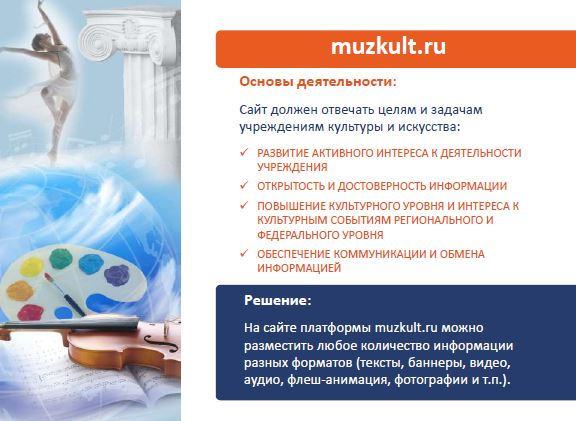 muzkult.ru
Основы деятельности:
Сайт должен отвечать целям и задачам
учреждениям культуры и искусства:
✓ РАЗВИТИЕ АКТИВНОГО ИНТЕРЕСА К ДЕЯТЕЛЬНОСТИ
УЧРЕЖДЕНИЯ
✓ ОТКРЫТОСТЬ И ДОСТОВЕРНОСТЬ ИНФОРМАЦИИ
✓ ПОВЫШЕНИЕ КУЛЬТУРНОГО УРОВНЯ И ИНТЕРЕСА К
КУЛЬТУРНЫМ СОБЫТИЯМ РЕГИОНАЛЬНОГО И
ФЕДЕРАЛЬНОГО УРОВНЯ
✓ ОБЕСПЕЧЕНИЕ КОММУНИКАЦИИ И ОБМЕНА
ИНФОРМАЦИЕЙ
Решение:
На сайте платформы muzkult.ru можно
разместить любое количество информации
разных форматов (тексты, баннеры, видео,
аудио, флеш-анимация, фотографии и т.п.).